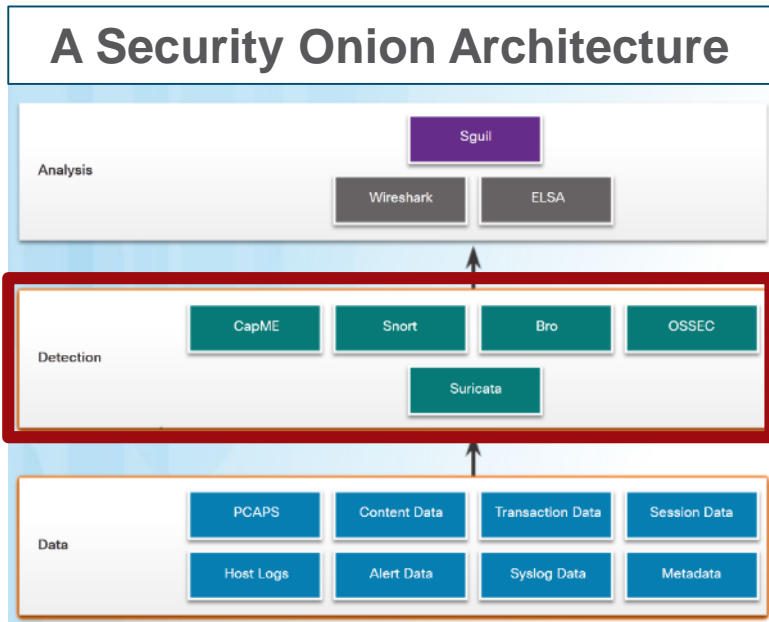 A Security Onion Architecture
Sguil
Analysis
Wireshark ELSA
CapME Snort Bro OSSEC
Detection
Suricata
PCAPS Content Data Transaction Data Session Data
Data
Host Logs Alert Data Syslog Data Metadata